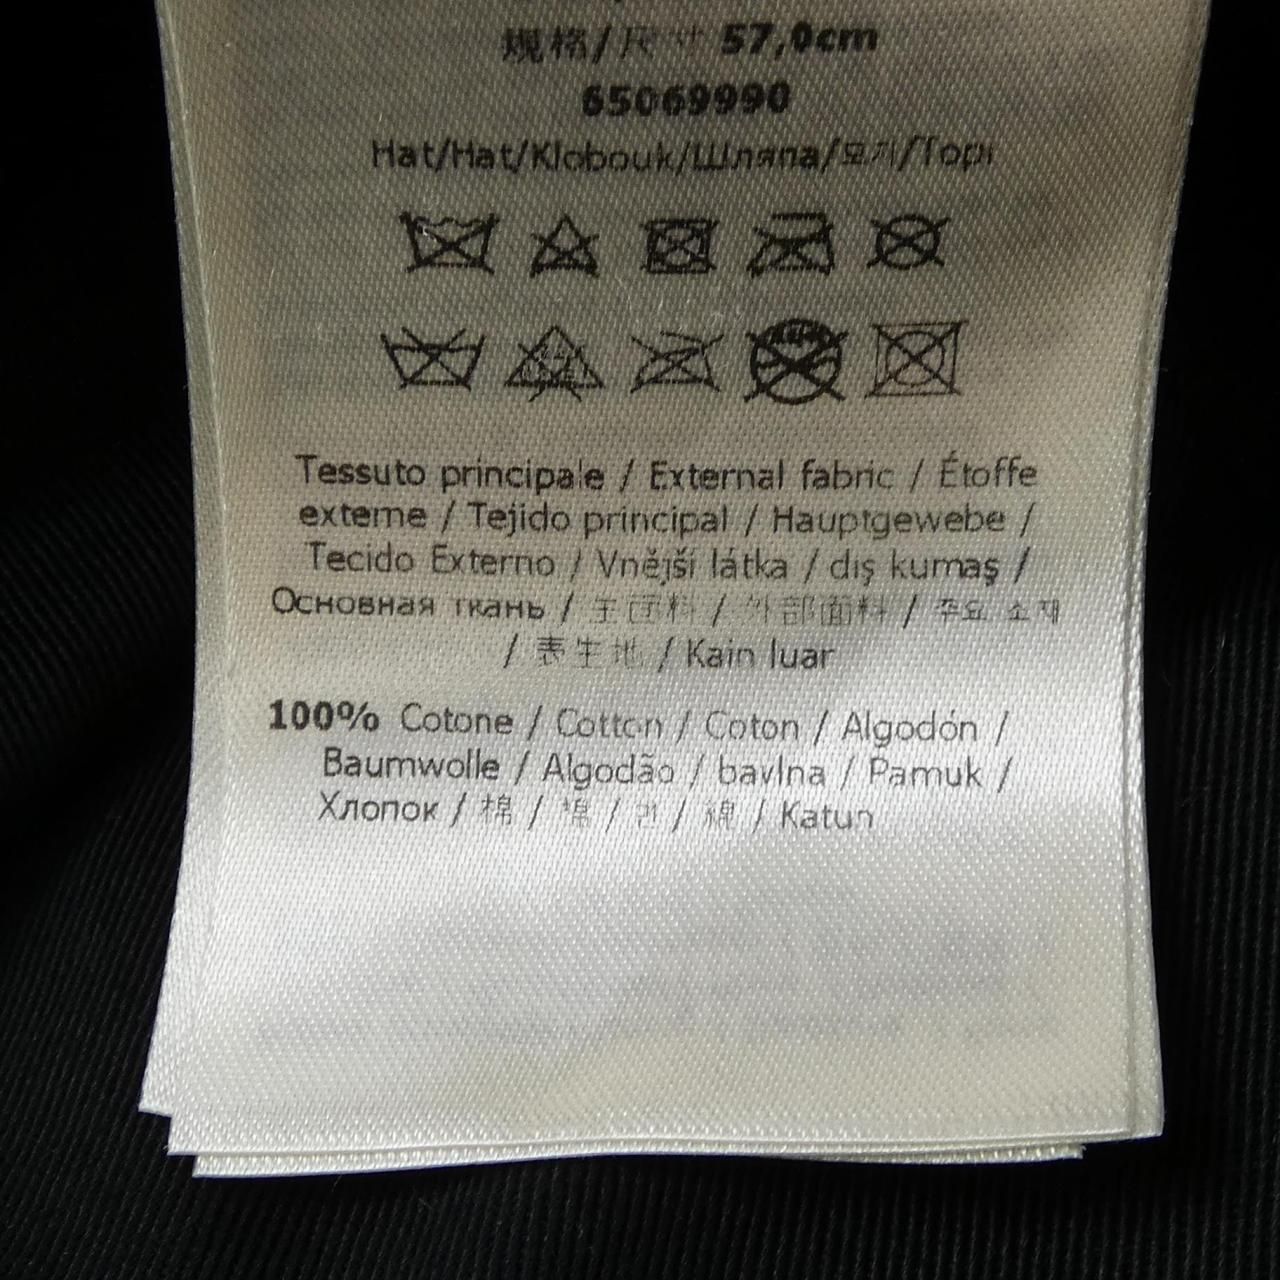 规格/尺寸 57,0cm
65069990
Hat/Hat/Klobouk/Шляпа/모자/Topi
Tessuto principale / External fabric / Étoffe
externe / Tejido principal / Hauptgewebe /
Tecido Externo / Vnější látka / dış kumaş /
Основная ткань / 主面料 / 外部面料 / 주요 소재
/ 表生地 / Kain luar
100% Cotone / Cotton / Coton / Algodón /
Baumwolle / Algodão / bavlna / Pamuk /
Хлопок / 棉 / 棉 / 면 / 綿 / Katun